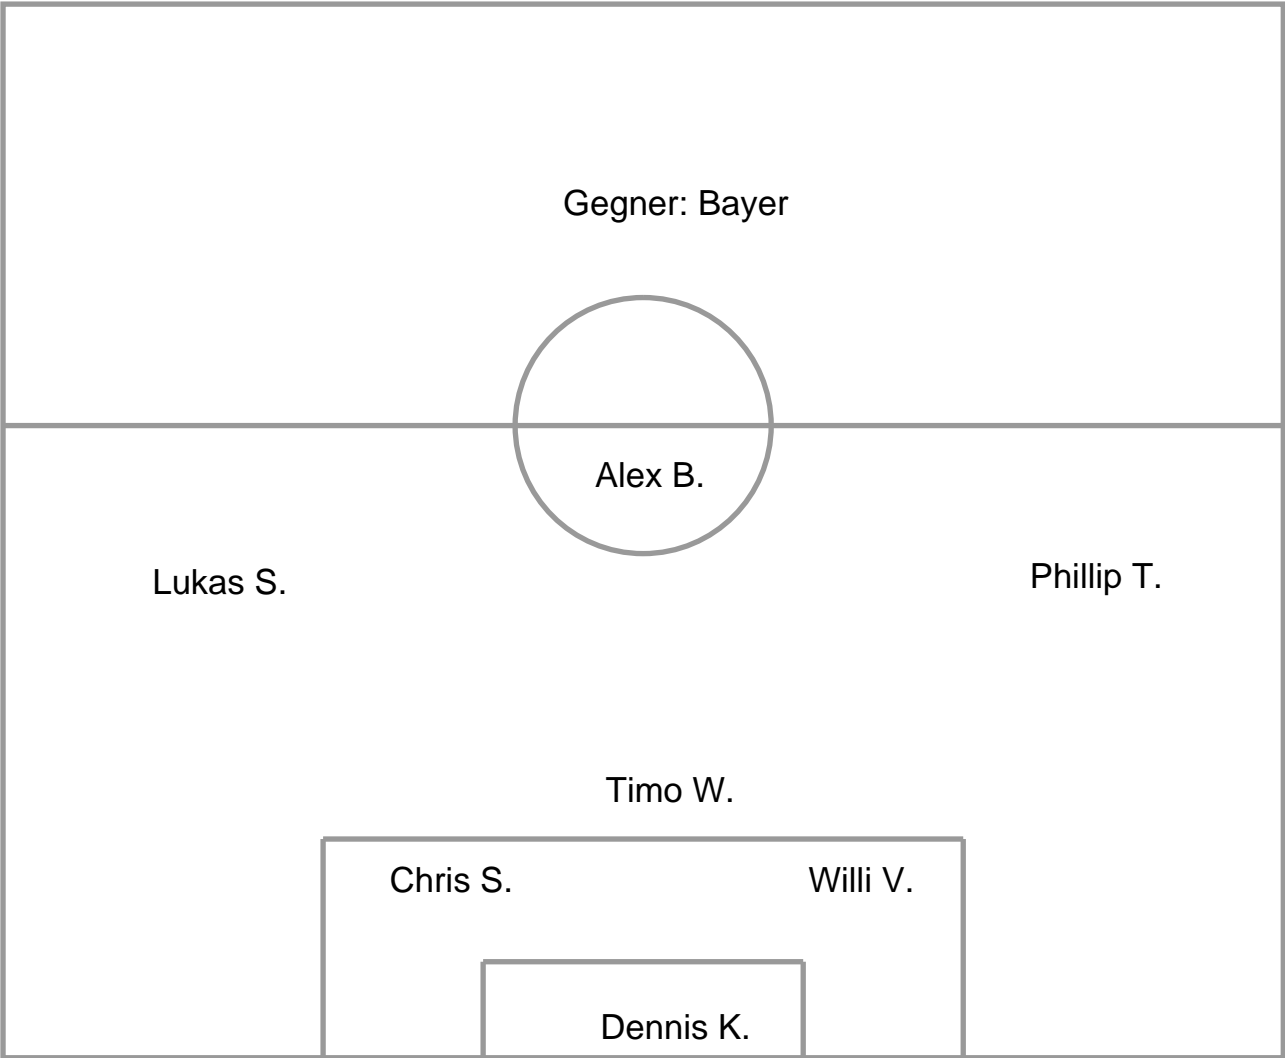 Gegner: Bayer
Alex B.
Lukas S.
Phillip T.
Timo W.
Chris S.
Willi V.
Dennis K.